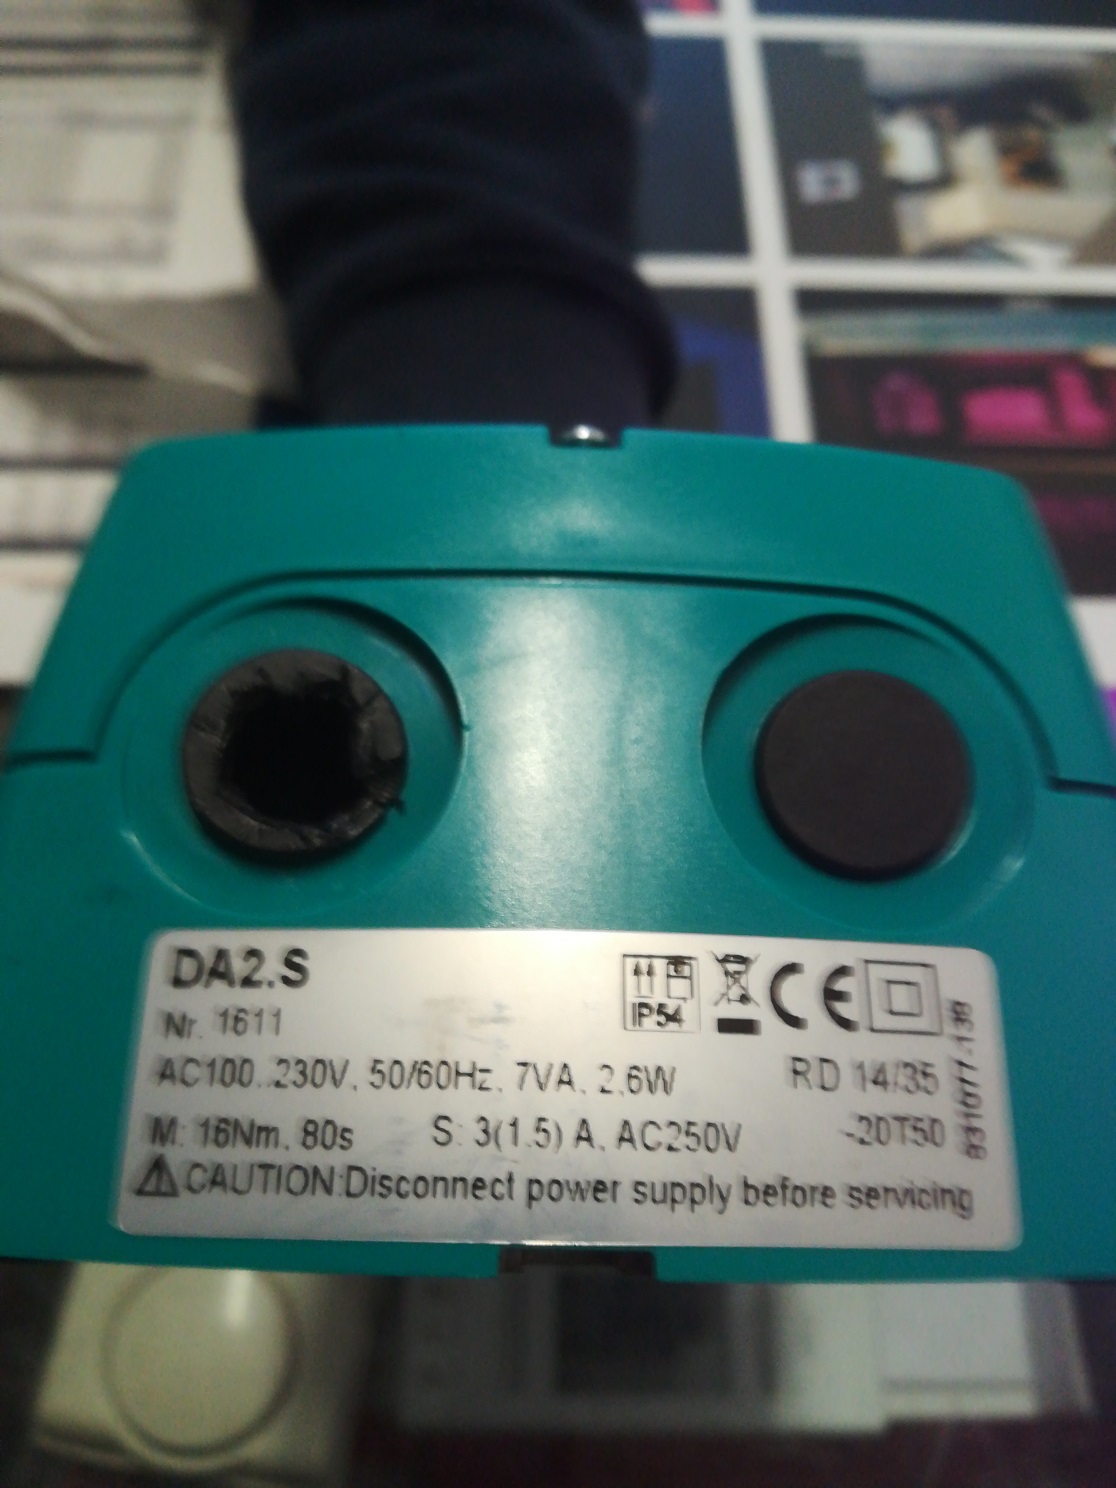 DA2.S
IP54
CE
Nr. 1611
AC100..230V, 50/60Hz, 7VA, 2,6W RD 14/35
M: 16Nm, 80s S: 3(1.5) A, AC250V -20T50
CAUTION:Disconnect power supply before servicing